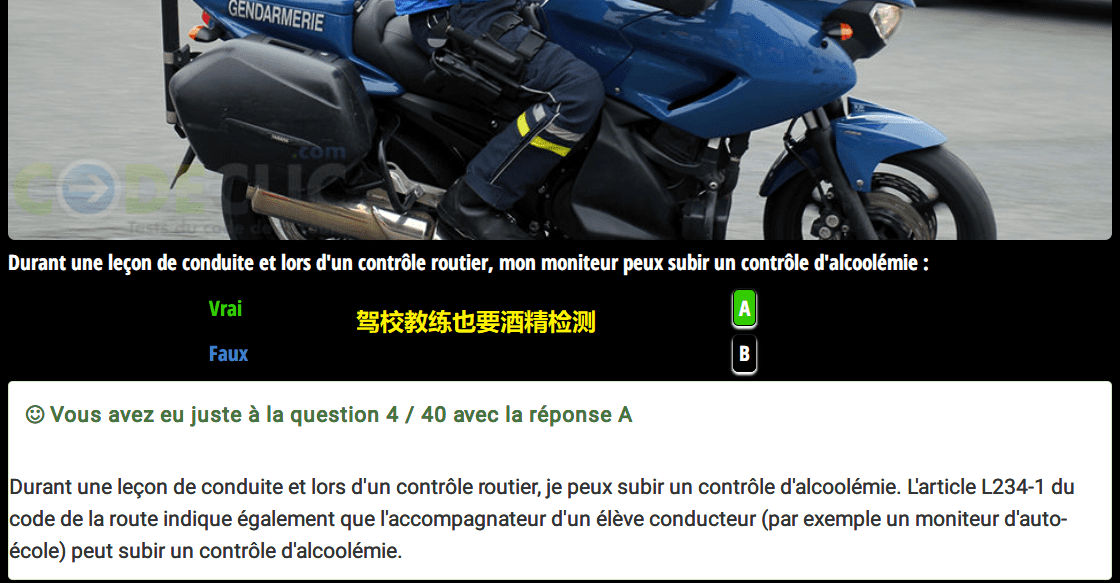 GENDARMERIE
YAMAHA
.com
CODECLIC
Tests du code de
Durant une leçon de conduite et lors d'un contrôle routier, mon moniteur peux subir un contrôle d'alcoolémie :
Vrai
A
驾校教练也要酒精检测
Faux
B
Vous avez eu juste à la question 4 / 40 avec la réponse A
Durant une leçon de conduite et lors d'un contrôle routier, je peux subir un contrôle d'alcoolémie. L'article L234-1 du
code de la route indique également que l'accompagnateur d'un élève conducteur (par exemple un moniteur d'auto-
école) peut subir un contrôle d'alcoolémie.